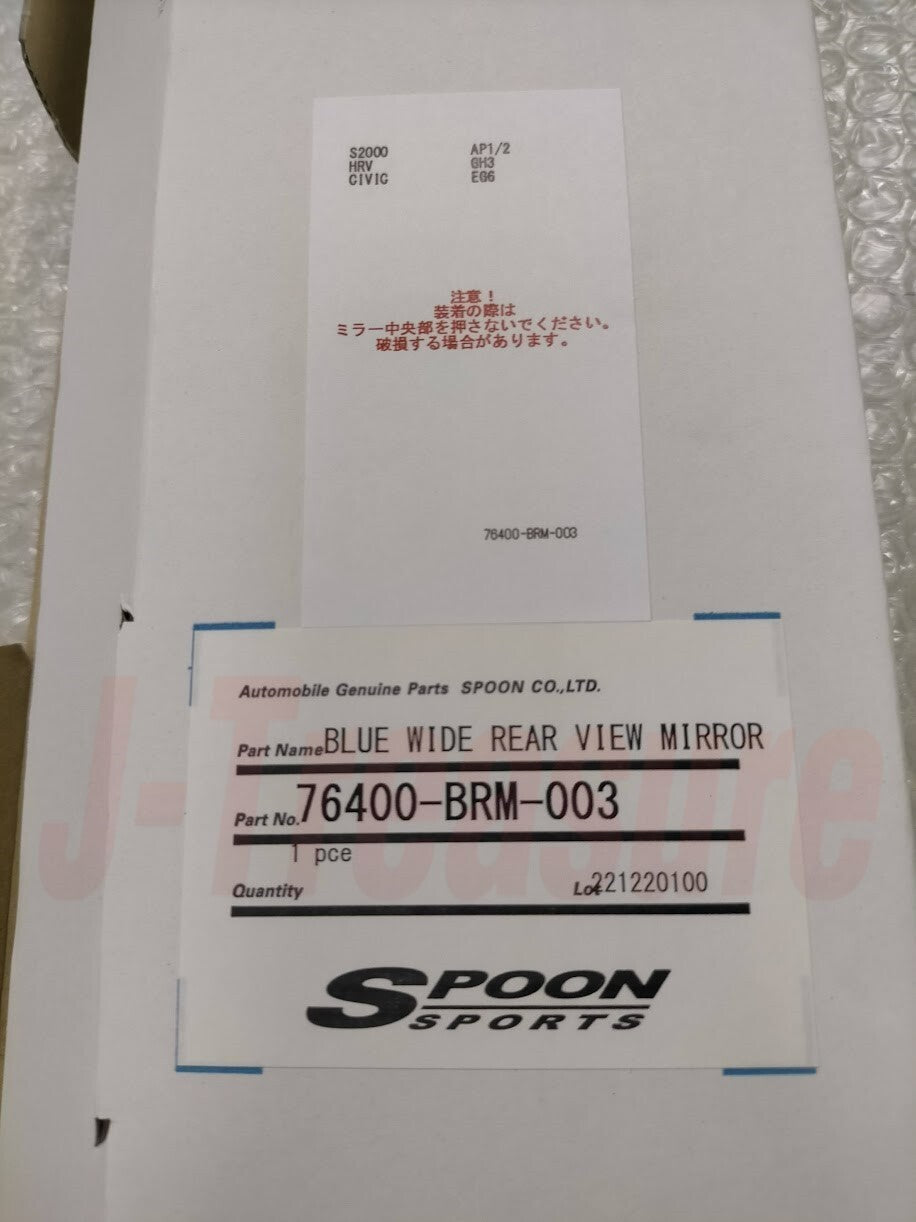 S2000 AP1/2
HRV GH3
CIVIC EG6
注意！
装着の際は
ミラー中央部を押さないでください。
破損する場合があります。
76400-BRM-003
Automobile Genuine Parts SPOON CO.,LTD.
Part Name BLUE WIDE REAR VIEW MIRROR
Part No. 76400-BRM-003
1 pce
Quantity Lot 221220100
SPOON
SPORTS
J-Treasure